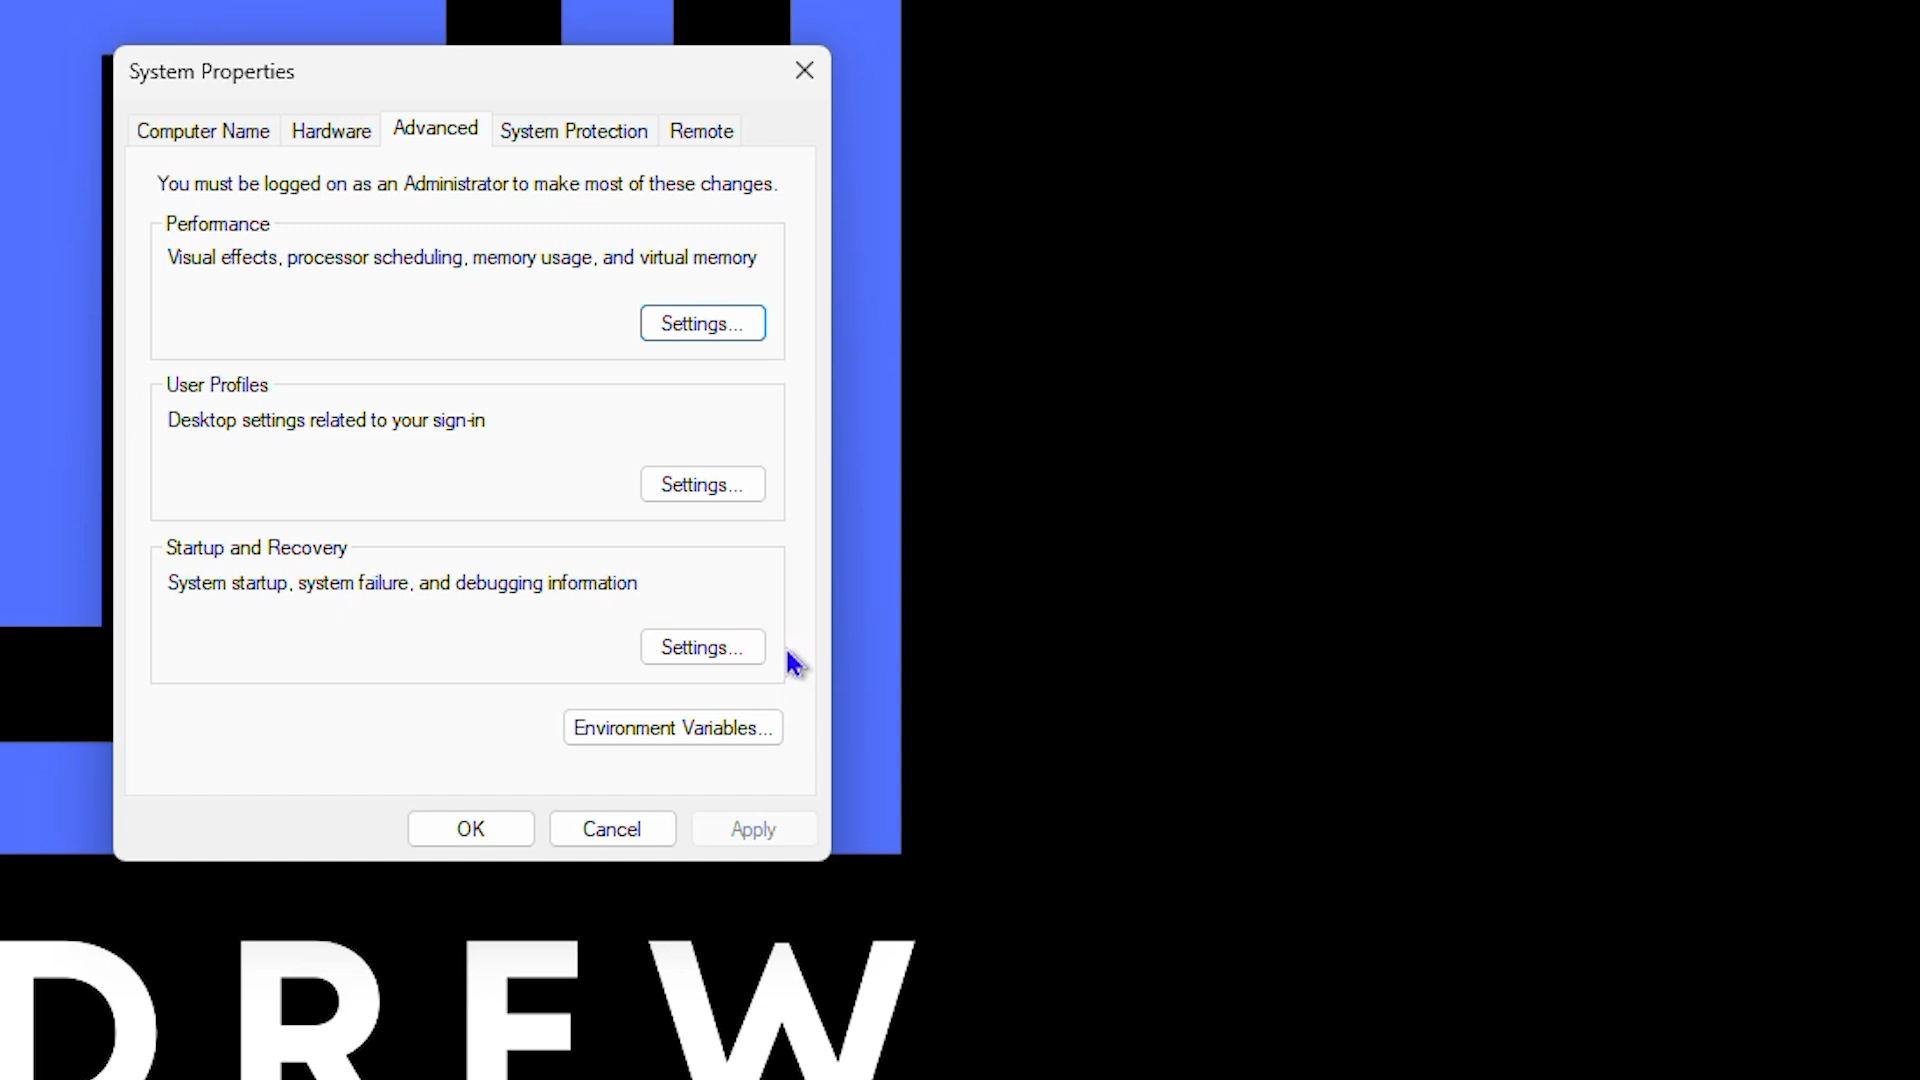 System Properties
Computer Name
Hardware
Advanced
System Protection
Remote
You must be logged on as an Administrator to make most of these changes.
Performance
Visual effects, processor scheduling, memory usage, and virtual memory
Settings...
User Profiles
Desktop settings related to your sign-in
Settings...
Startup and Recovery
System startup, system failure, and debugging information
Settings...
Environment Variables...
OK
Cancel
Apply
DREW